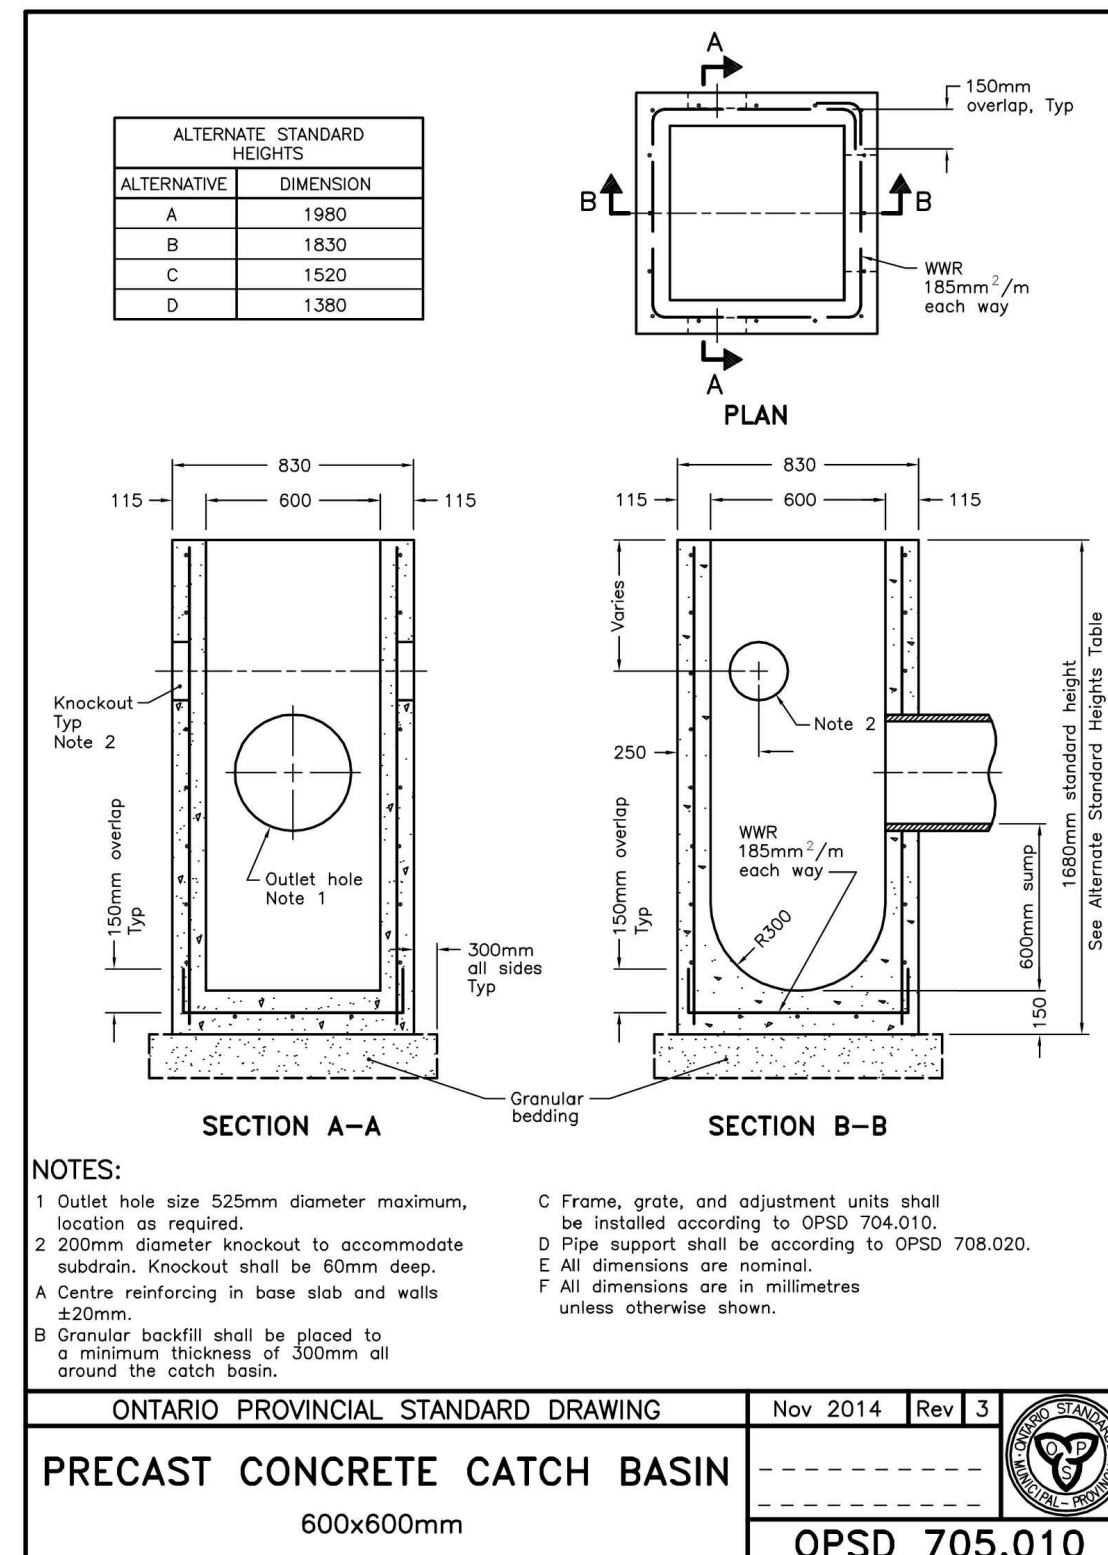 ALTERNATE STANDARD
HEIGHTS
ALTERNATIVE DIMENSION
A 1980
B 1830
C 1520
D 1380
A
150mm
overlap, Typ
B
B
WWR
185mm²/m
each way
A
PLAN
830
115 600 115
Knockout
Typ
Note 2
150mm overlap
Typ
Outlet hole
Note 1
300mm
all sides
Typ
SECTION A-A
830
115 600 115
Varies
Note 2
250
150mm overlap
Typ
WWR
185mm²/m
each way
R300
600mm sump
150
1680mm standard height
See Alternate Standard Heights Table
Granular
bedding
SECTION B-B
NOTES:
1 Outlet hole size 525mm diameter maximum,
location as required.
2 200mm diameter knockout to accommodate
subdrain. Knockout shall be 60mm deep.
A Centre reinforcing in base slab and walls
±20mm.
B Granular backfill shall be placed to
a minimum thickness of 300mm all
around the catch basin.
C Frame, grate, and adjustment units shall
be installed according to OPSD 704.010.
D Pipe support shall be according to OPSD 708.020.
E All dimensions are nominal.
F All dimensions are in millimetres
unless otherwise shown.
ONTARIO PROVINCIAL STANDARD DRAWING
Nov 2014 Rev 3
PRECAST CONCRETE CATCH BASIN
600x600mm
OPSD 705.010
O P
S